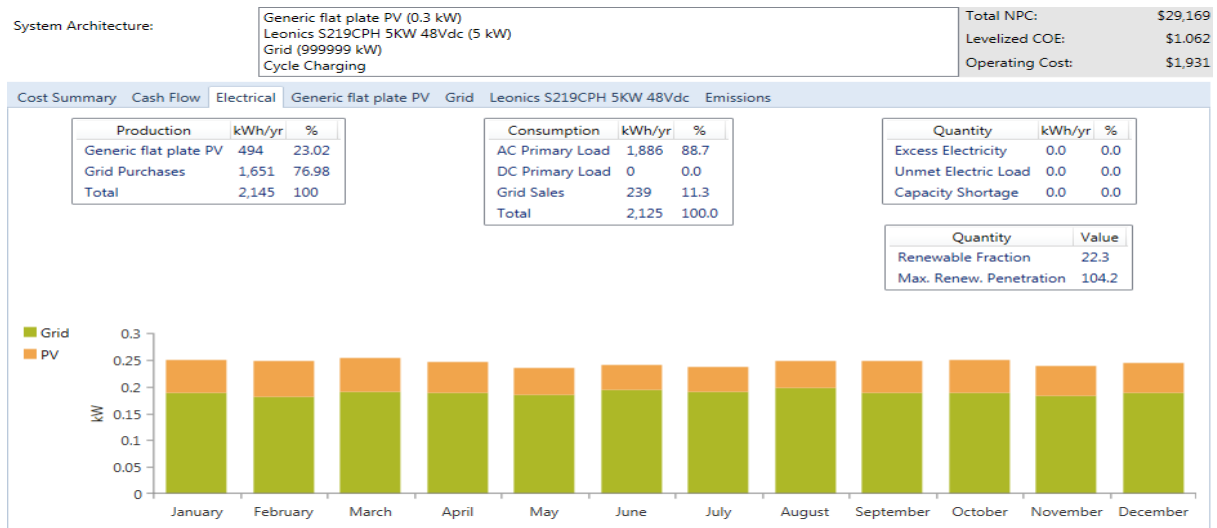 System Architecture:
Generic flat plate PV (0.3 kW)
Leonics S219CPH 5KW 48Vdc (5 kW)
Grid (999999 kW)
Cycle Charging
Total NPC: $29,169
Levelized COE: $1.062
Operating Cost: $1,931
Cost Summary Cash Flow Electrical Generic flat plate PV Grid Leonics S219CPH 5KW 48Vdc Emissions
Production kWh/yr %
Generic flat plate PV 494 23.02
Grid Purchases 1,651 76.98
Total 2,145 100
Consumption kWh/yr %
AC Primary Load 1,886 88.7
DC Primary Load 0 0.0
Grid Sales 239 11.3
Total 2,125 100.0
Quantity kWh/yr %
Excess Electricity 0.0 0.0
Unmet Electric Load 0.0 0.0
Capacity Shortage 0.0 0.0
Quantity Value
Renewable Fraction 22.3
Max. Renew. Penetration 104.2
Grid
PV
kW
0.3
0.25
0.2
0.15
0.1
0.05
0
January February March April May June July August September October November December